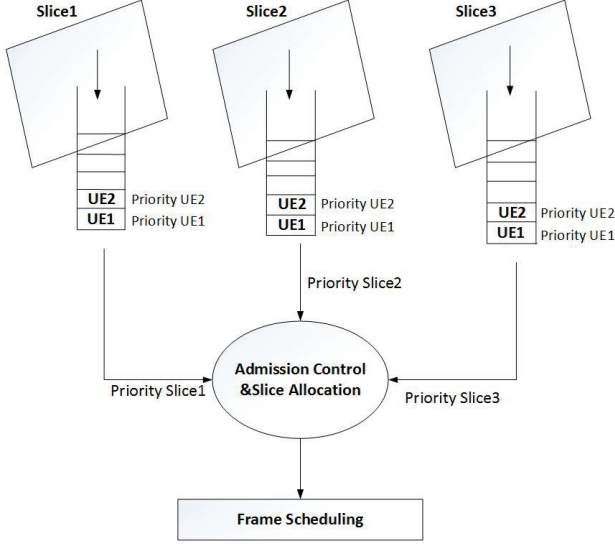 Slice1
Slice2
Slice3
UE2 Priority UE2
UE1 Priority UE1
UE2 Priority UE2
UE1 Priority UE1
UE2 Priority UE2
UE1 Priority UE1
Priority Slice2
Admission Control
&Slice Allocation
Priority Slice1
Priority Slice3
Frame Scheduling